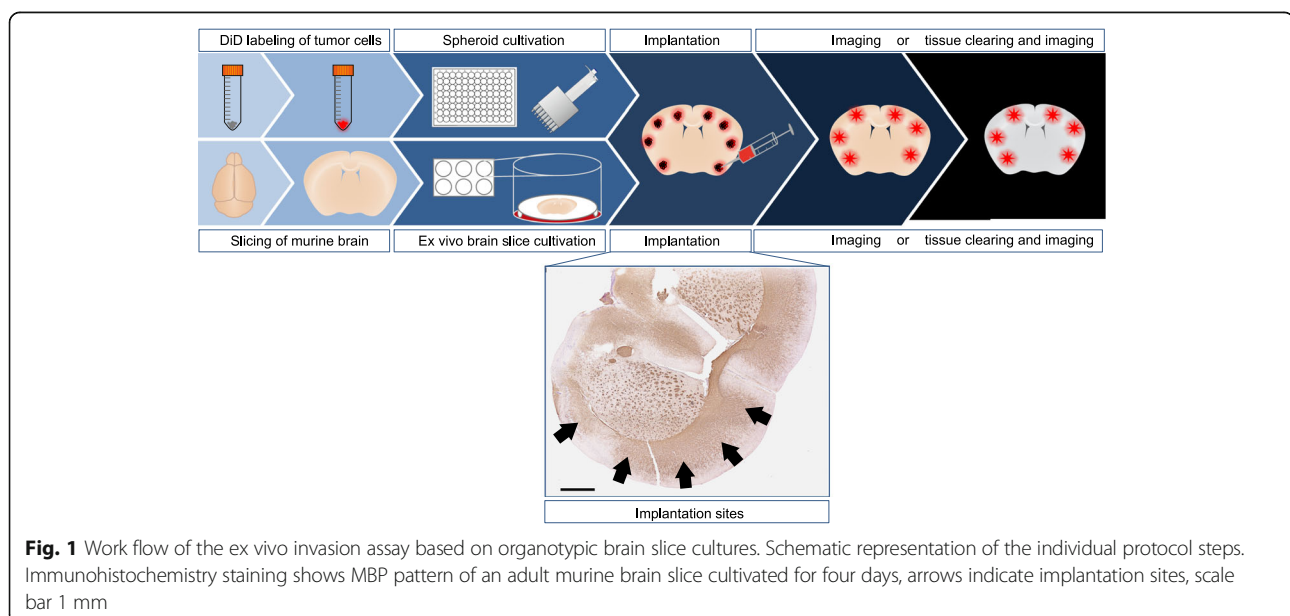 DiD labeling of tumor cells
Spheroid cultivation
Implantation
Imaging or tissue clearing and imaging
Slicing of murine brain
Ex vivo brain slice cultivation
Implantation
Imaging or tissue clearing and imaging
Implantation sites
Fig. 1 Work flow of the ex vivo invasion assay based on organotypic brain slice cultures. Schematic representation of the individual protocol steps.
Immunohistochemistry staining shows MBP pattern of an adult murine brain slice cultivated for four days, arrows indicate implantation sites, scale
bar 1 mm